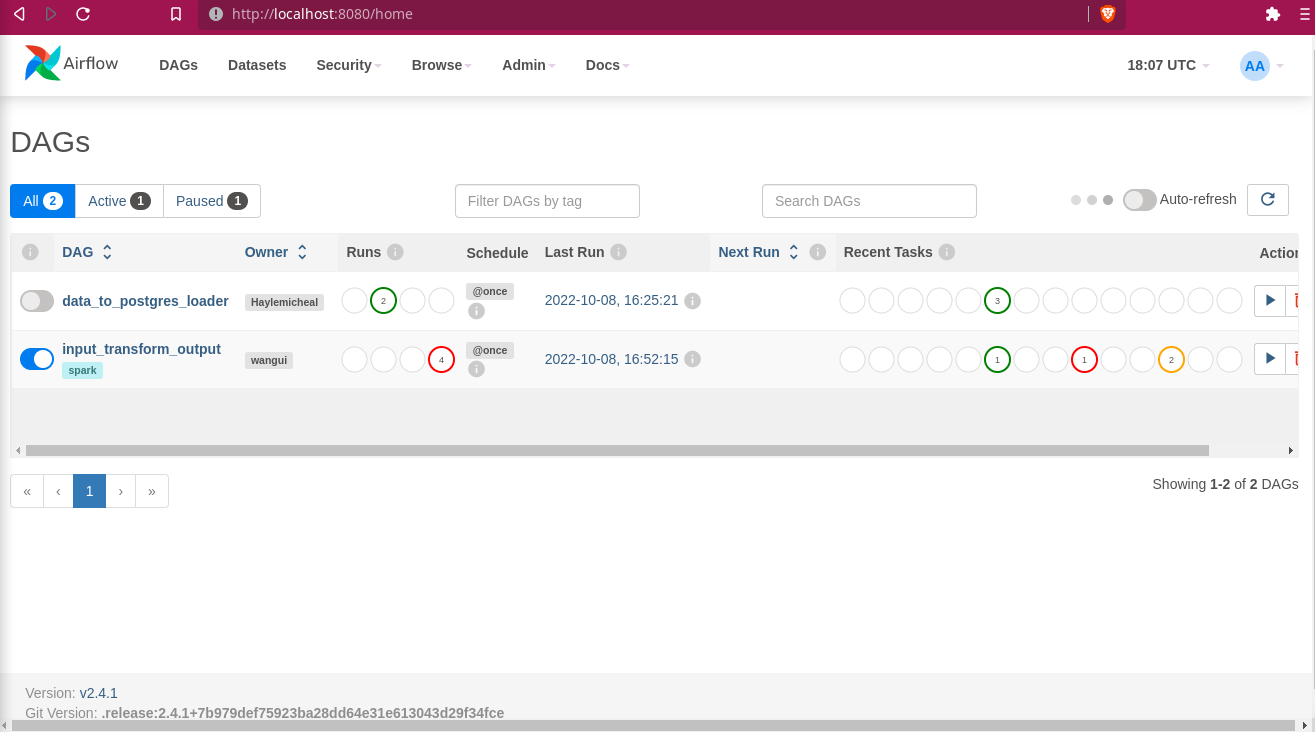 http://localhost:8080/home
Airflow DAGs Datasets Security Browse Admin Docs 18:07 UTC AA
DAGs
All 2 Active 1 Paused 1 Filter DAGs by tag Search DAGs Auto-refresh
DAG Owner Runs Schedule Last Run Next Run Recent Tasks Action
data_to_postgres_loader Haylemicheal 2 @once 2022-10-08, 16:25:21 3
input_transform_output wangui 4 @once 2022-10-08, 16:52:15 1 1 2
spark
« ‹ 1 › » Showing 1-2 of 2 DAGs
Version: v2.4.1
Git Version: .release:2.4.1+7b979def75923ba28dd64e31e613043d29f34fce